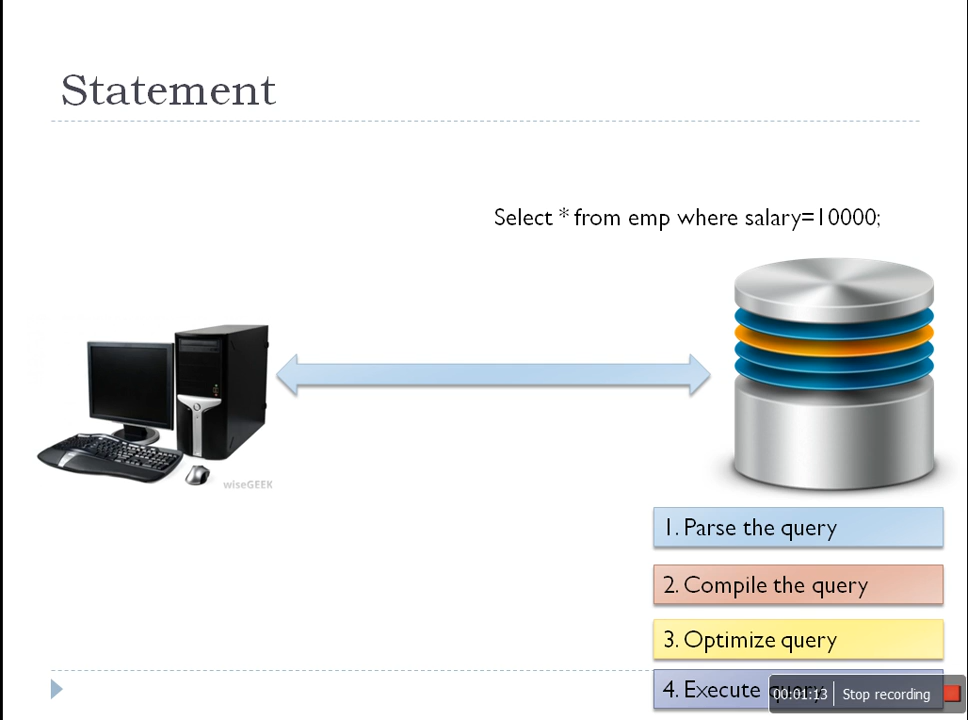 Statement
Select * from emp where salary=10000;
wiseGEEK
1. Parse the query
2. Compile the query
3. Optimize query
4. Execute query
00:01:13 Stop recording